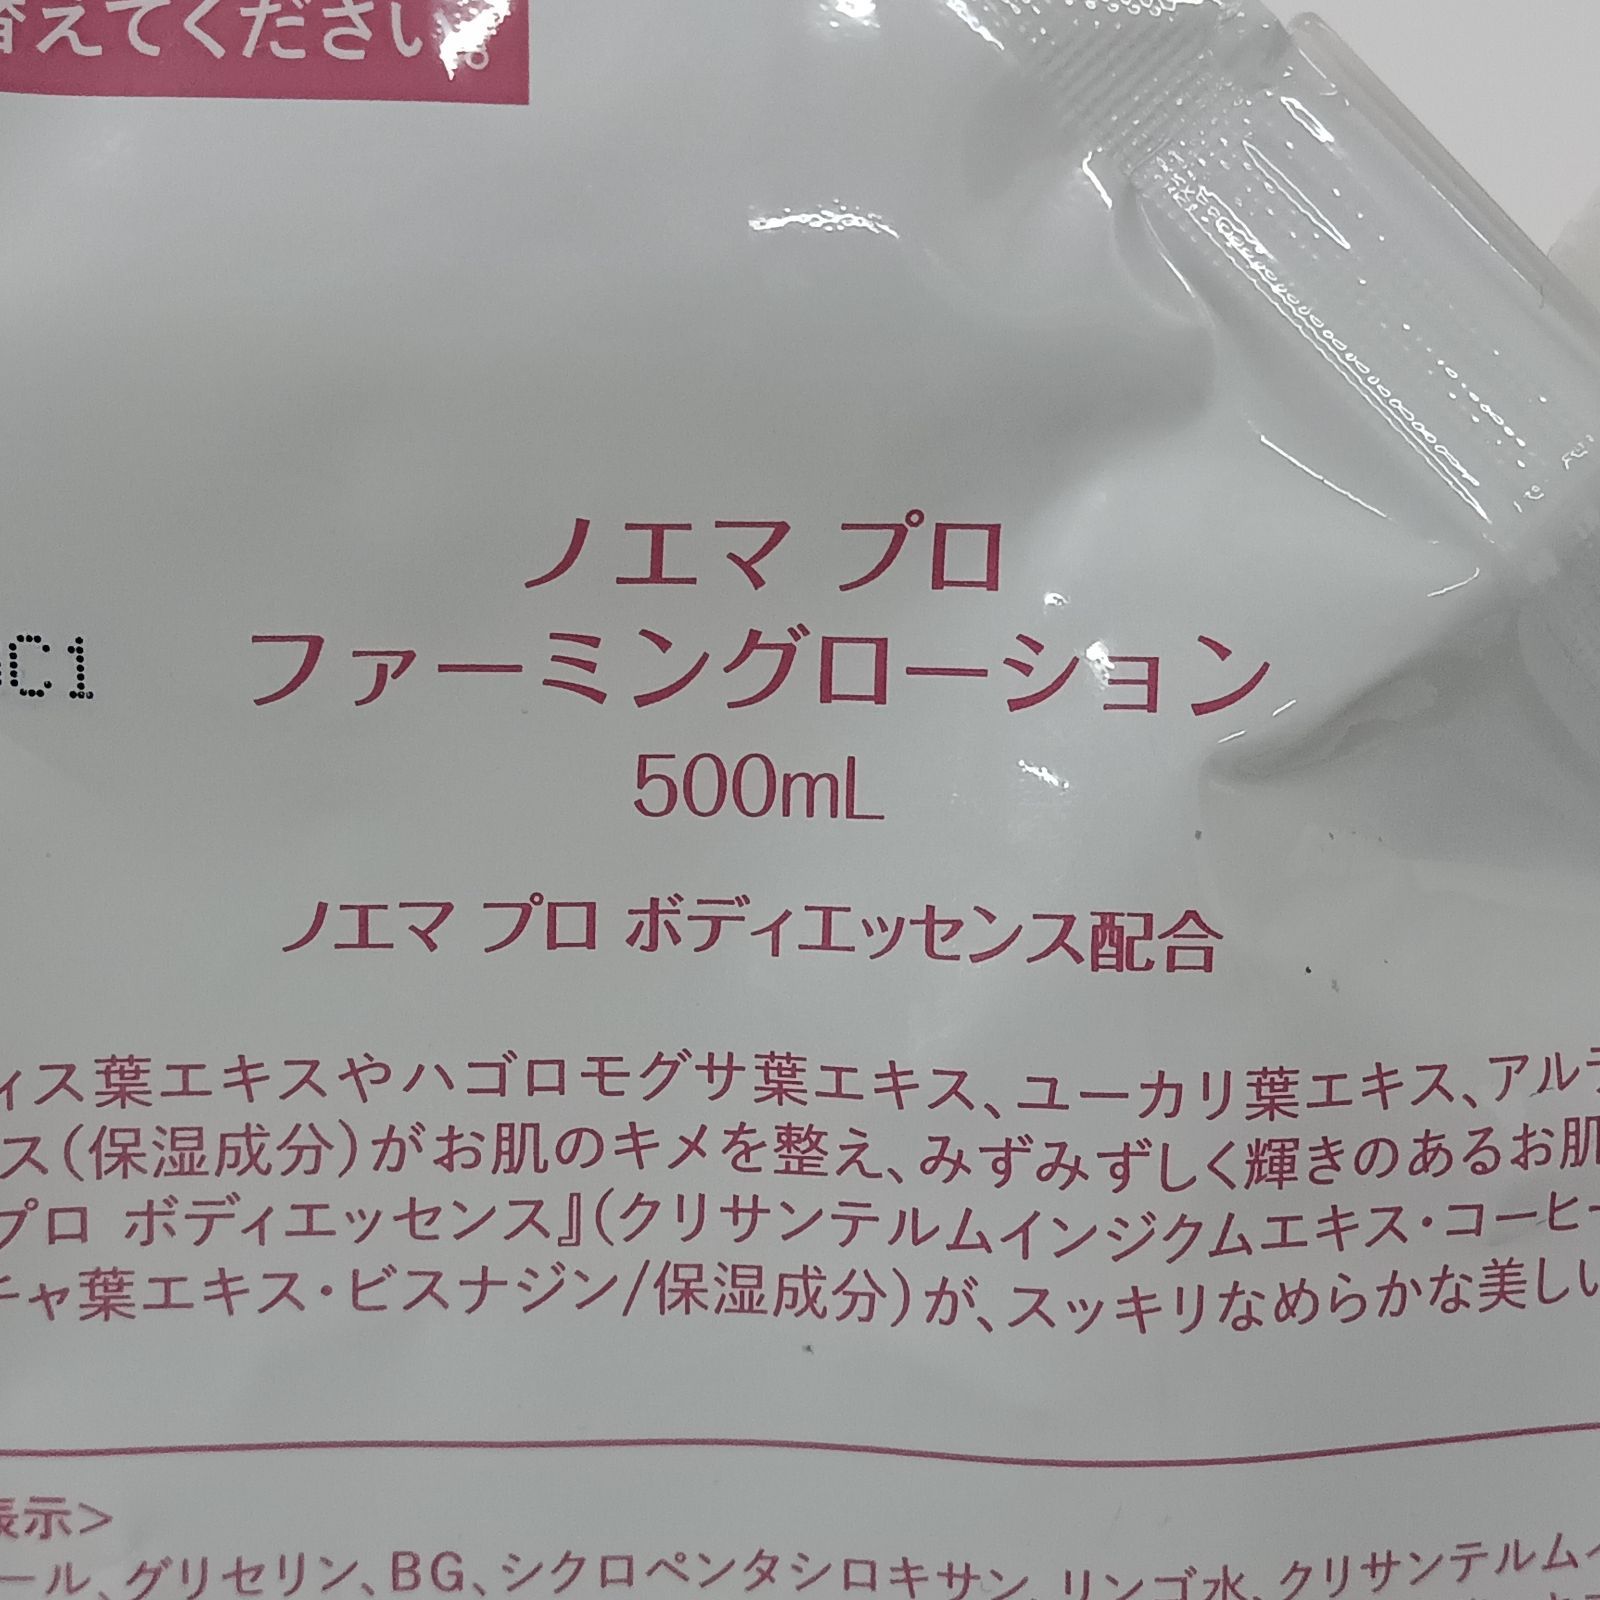 替えてください。
ノエマ プロ
C1
ファーミングローション
500mL
ノエマ プロ ボディエッセンス配合
ィス葉エキスやハゴロモグサ葉エキス、ユーカリ葉エキス、アルテ
ス(保湿成分)がお肌のキメを整え、みずみずしく輝きのあるお肌
プロ ボディエッセンス』(クリサンテルムインジクムエキス・コーヒー
チャ葉エキス・ビスナジン/保湿成分)が、スッキリなめらかな美しい
表示>
ール、グリセリン、BG、シクロペンタシロキサン、リンゴ水、クリサンテルムイ